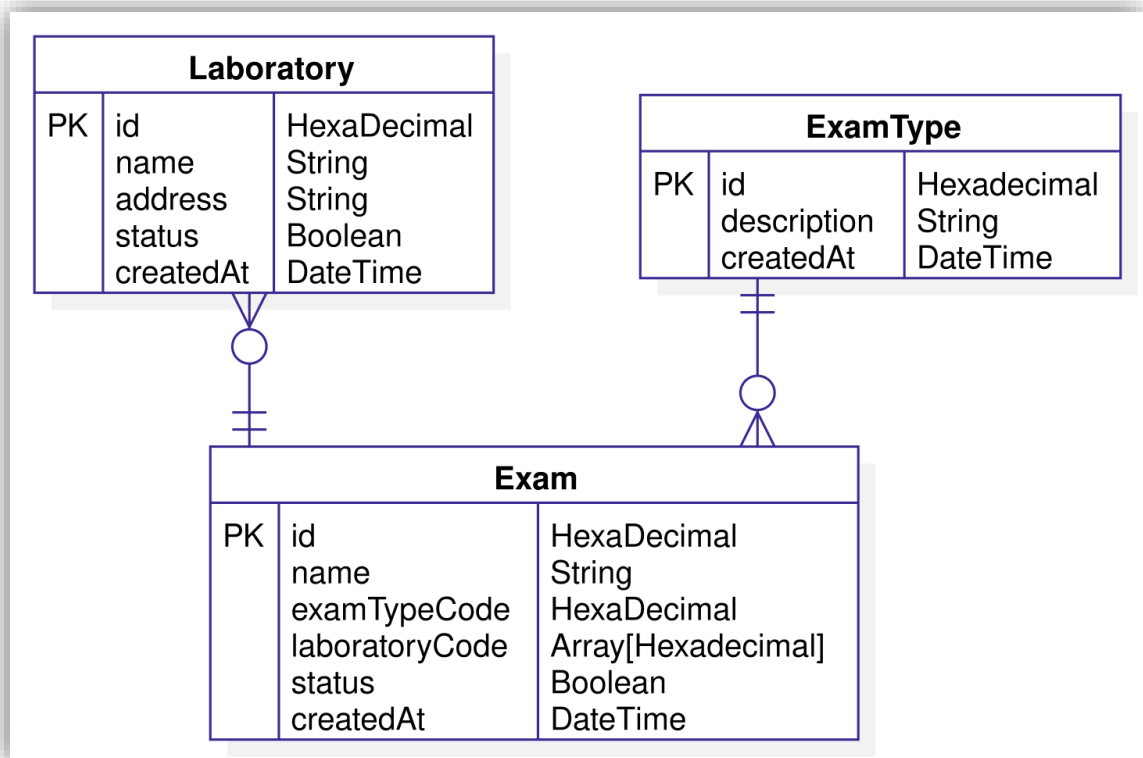 Laboratory
PK id HexaDecimal
name String
address String
status Boolean
createdAt DateTime
ExamType
PK id Hexadecimal
description String
createdAt DateTime
Exam
PK id HexaDecimal
name String
examTypeCode HexaDecimal
laboratoryCode Array[Hexadecimal]
status Boolean
createdAt DateTime